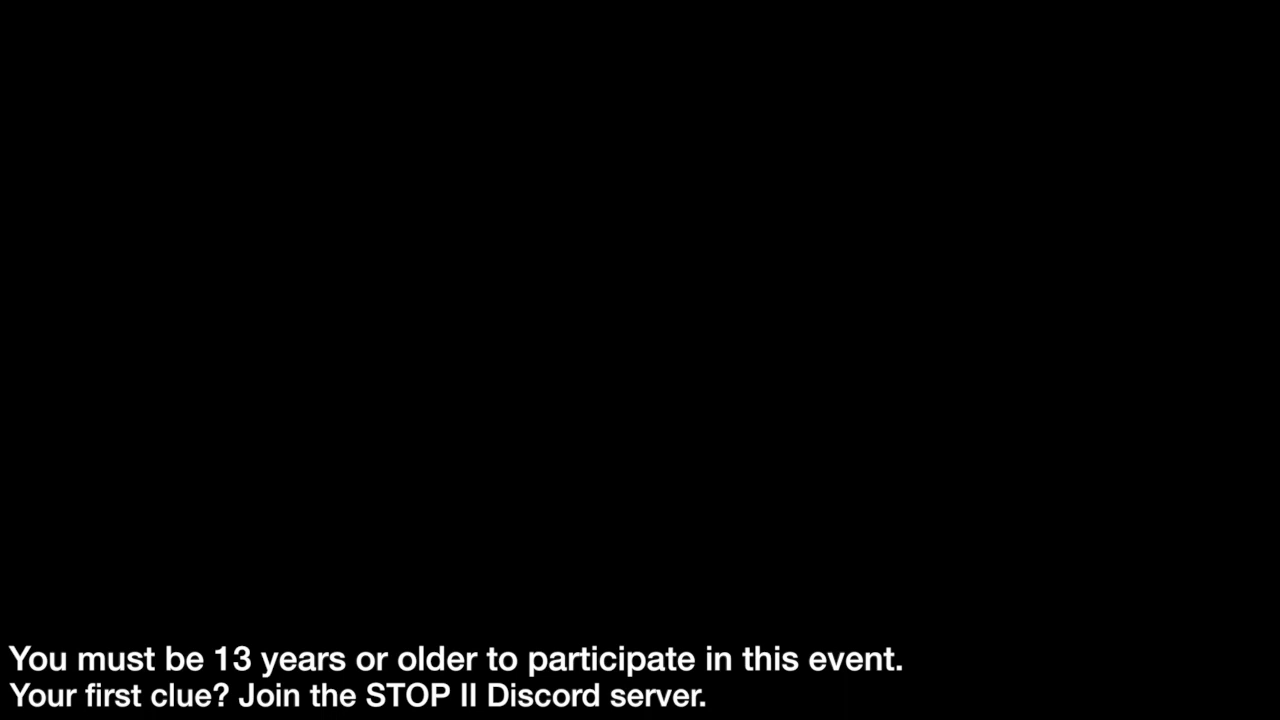 You must be 13 years or older to participate in this event.
Your first clue? Join the STOP II Discord server.